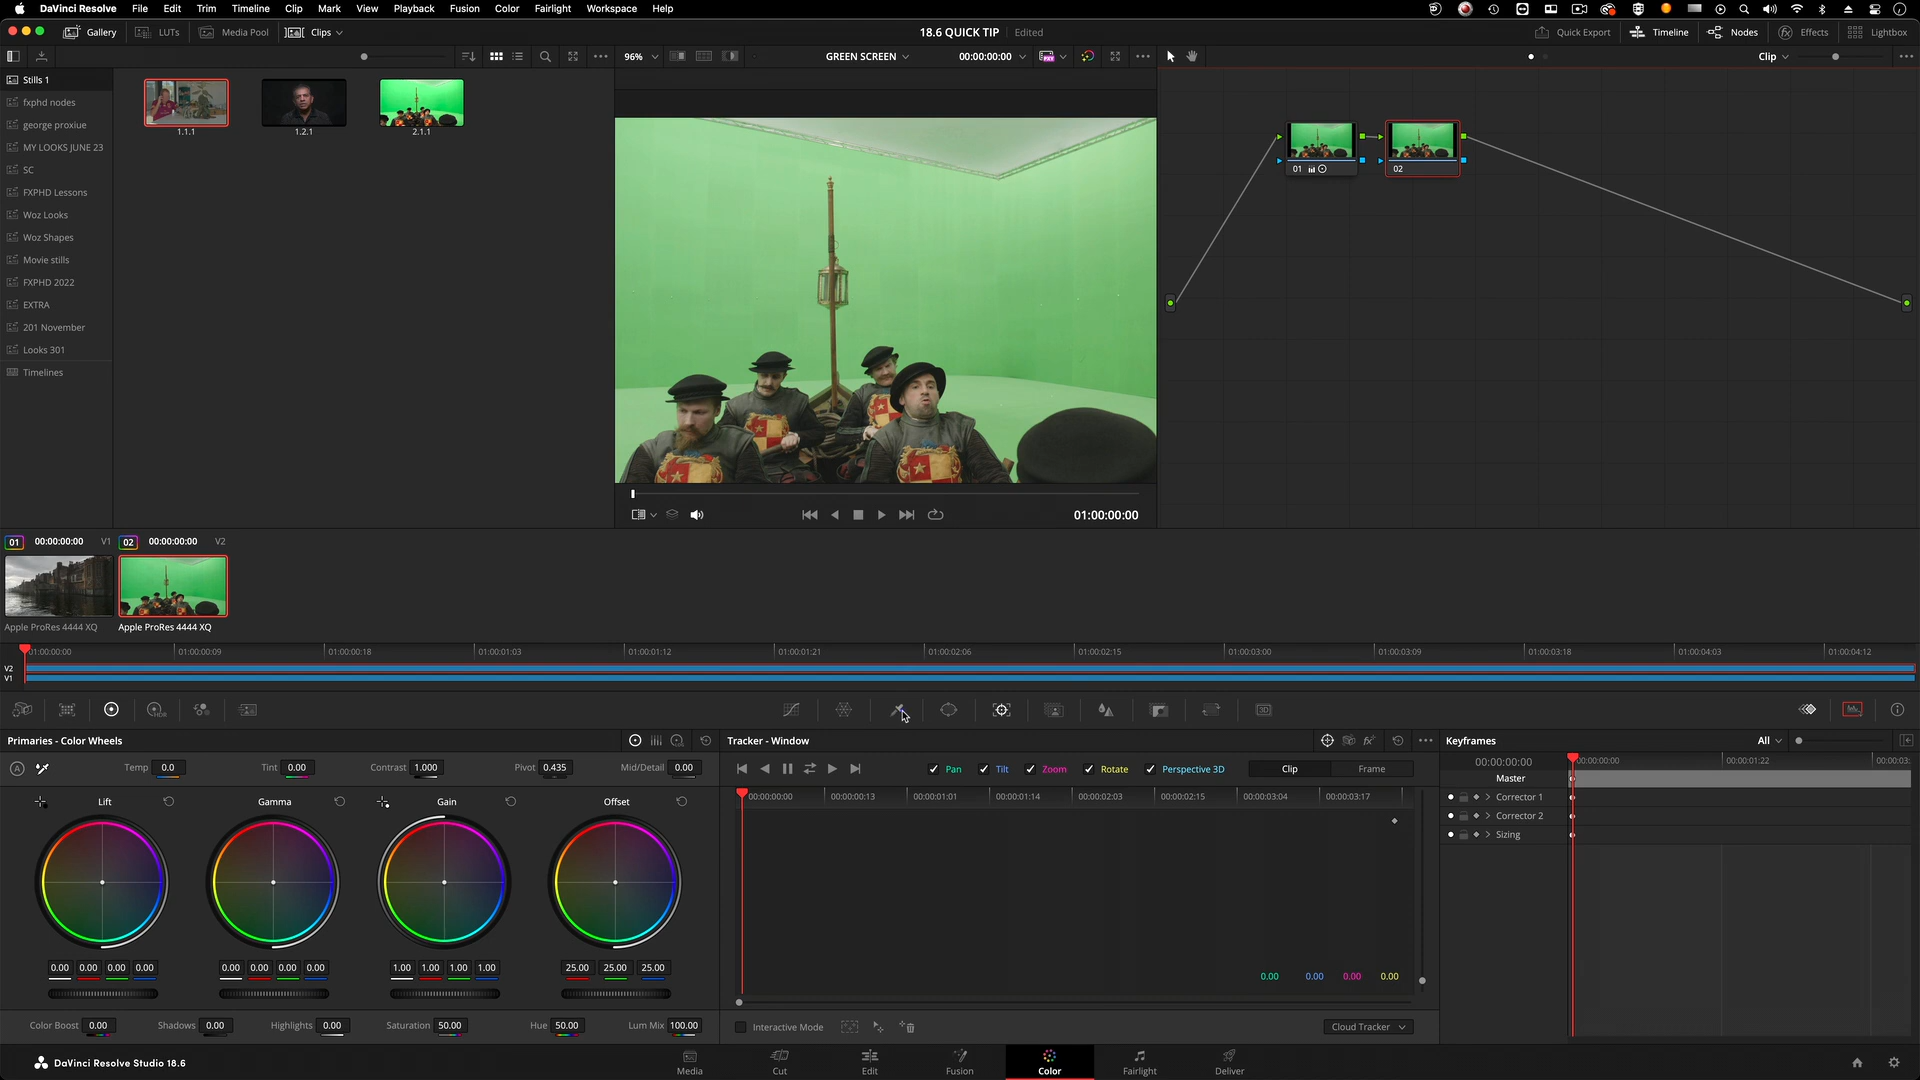 DaVinci Resolve File Edit Trim Timeline Clip Mark View Playback Fusion Color Fairlight Workspace Help
Gallery LUTs Media Pool Clips 18.6 QUICK TIP Edited Quick Export Timeline Nodes Effects Lightbox
96% GREEN SCREEN 00:00:00:00 Clip
Stills 1
fxphd nodes
george proxiue
MY LOOKS JUNE 23
SC
FXPHD Lessons
Woz Looks
Woz Shapes
Movie stills
FXPHD 2022
EXTRA
201 November
Looks 301
Timelines
1.1.1 1.2.1 2.1.1
01 02
01:00:00:00
01 00:00:00:00 V1 02 00:00:00:00 V2
Apple ProRes 4444 XQ Apple ProRes 4444 XQ
01:00:00:00 01:00:00:09 01:00:00:18 01:00:01:03 01:00:01:12 01:00:01:21 01:00:02:06 01:00:02:15 01:00:03:00 01:00:03:09 01:00:03:18 01:00:04:03 01:00:04:12
V2
V1
HDR 3D
Primaries - Color Wheels Tracker - Window Keyframes All
Temp 0.0 Tint 0.00 Contrast 1.000 Pivot 0.435 Mid/Detail 0.00
Pan Tilt Zoom Rotate Perspective 3D Clip Frame
00:00:00:00 00:00:00:00 00:00:01:22 00:00:03:
Master
Corrector 1
Corrector 2
Sizing
Lift Gamma Gain Offset
00:00:00:00 00:00:00:13 00:00:01:01 00:00:01:14 00:00:02:03 00:00:02:15 00:00:03:04 00:00:03:17
0.00 0.00 0.00 0.00 0.00 0.00 0.00 0.00 1.00 1.00 1.00 1.00 25.00 25.00 25.00
0.00 0.00 0.00 0.00
Color Boost 0.00 Shadows 0.00 Highlights 0.00 Saturation 50.00 Hue 50.00 Lum Mix 100.00
Interactive Mode Cloud Tracker
DaVinci Resolve Studio 18.6
Media Cut Edit Fusion Color Fairlight Deliver